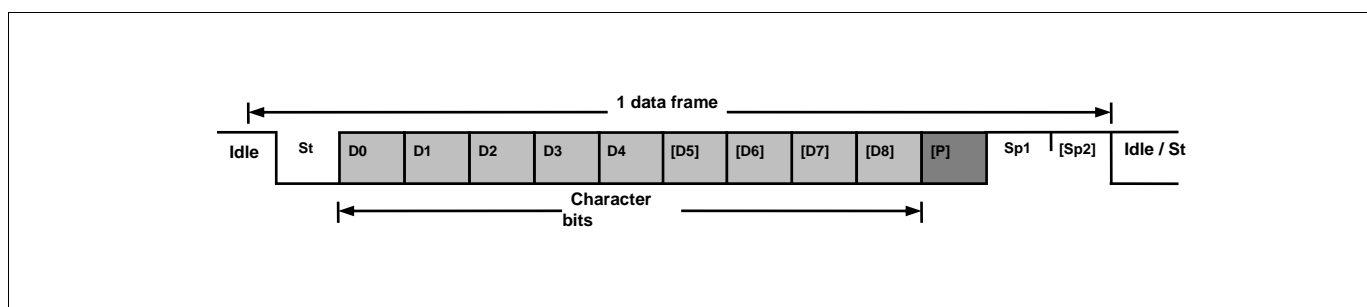 1 data frame
Idle St D0 D1 D2 D3 D4 [D5] [D6] [D7] [D8] [P] Sp1 [Sp2] Idle / St
Character
bits